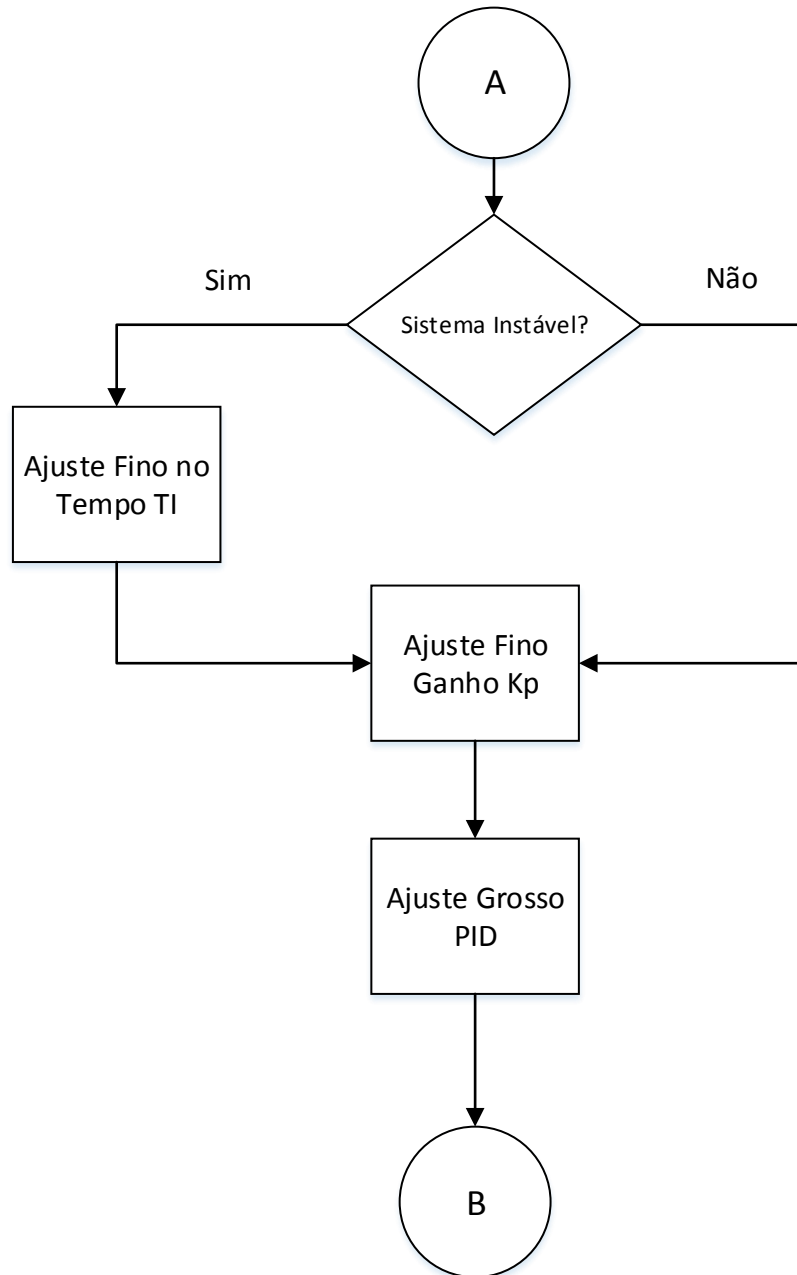 A
Sim
Não
Sistema Instável?
Ajuste Fino no
Tempo TI
Ajuste Fino
Ganho Kp
Ajuste Grosso
PID
B